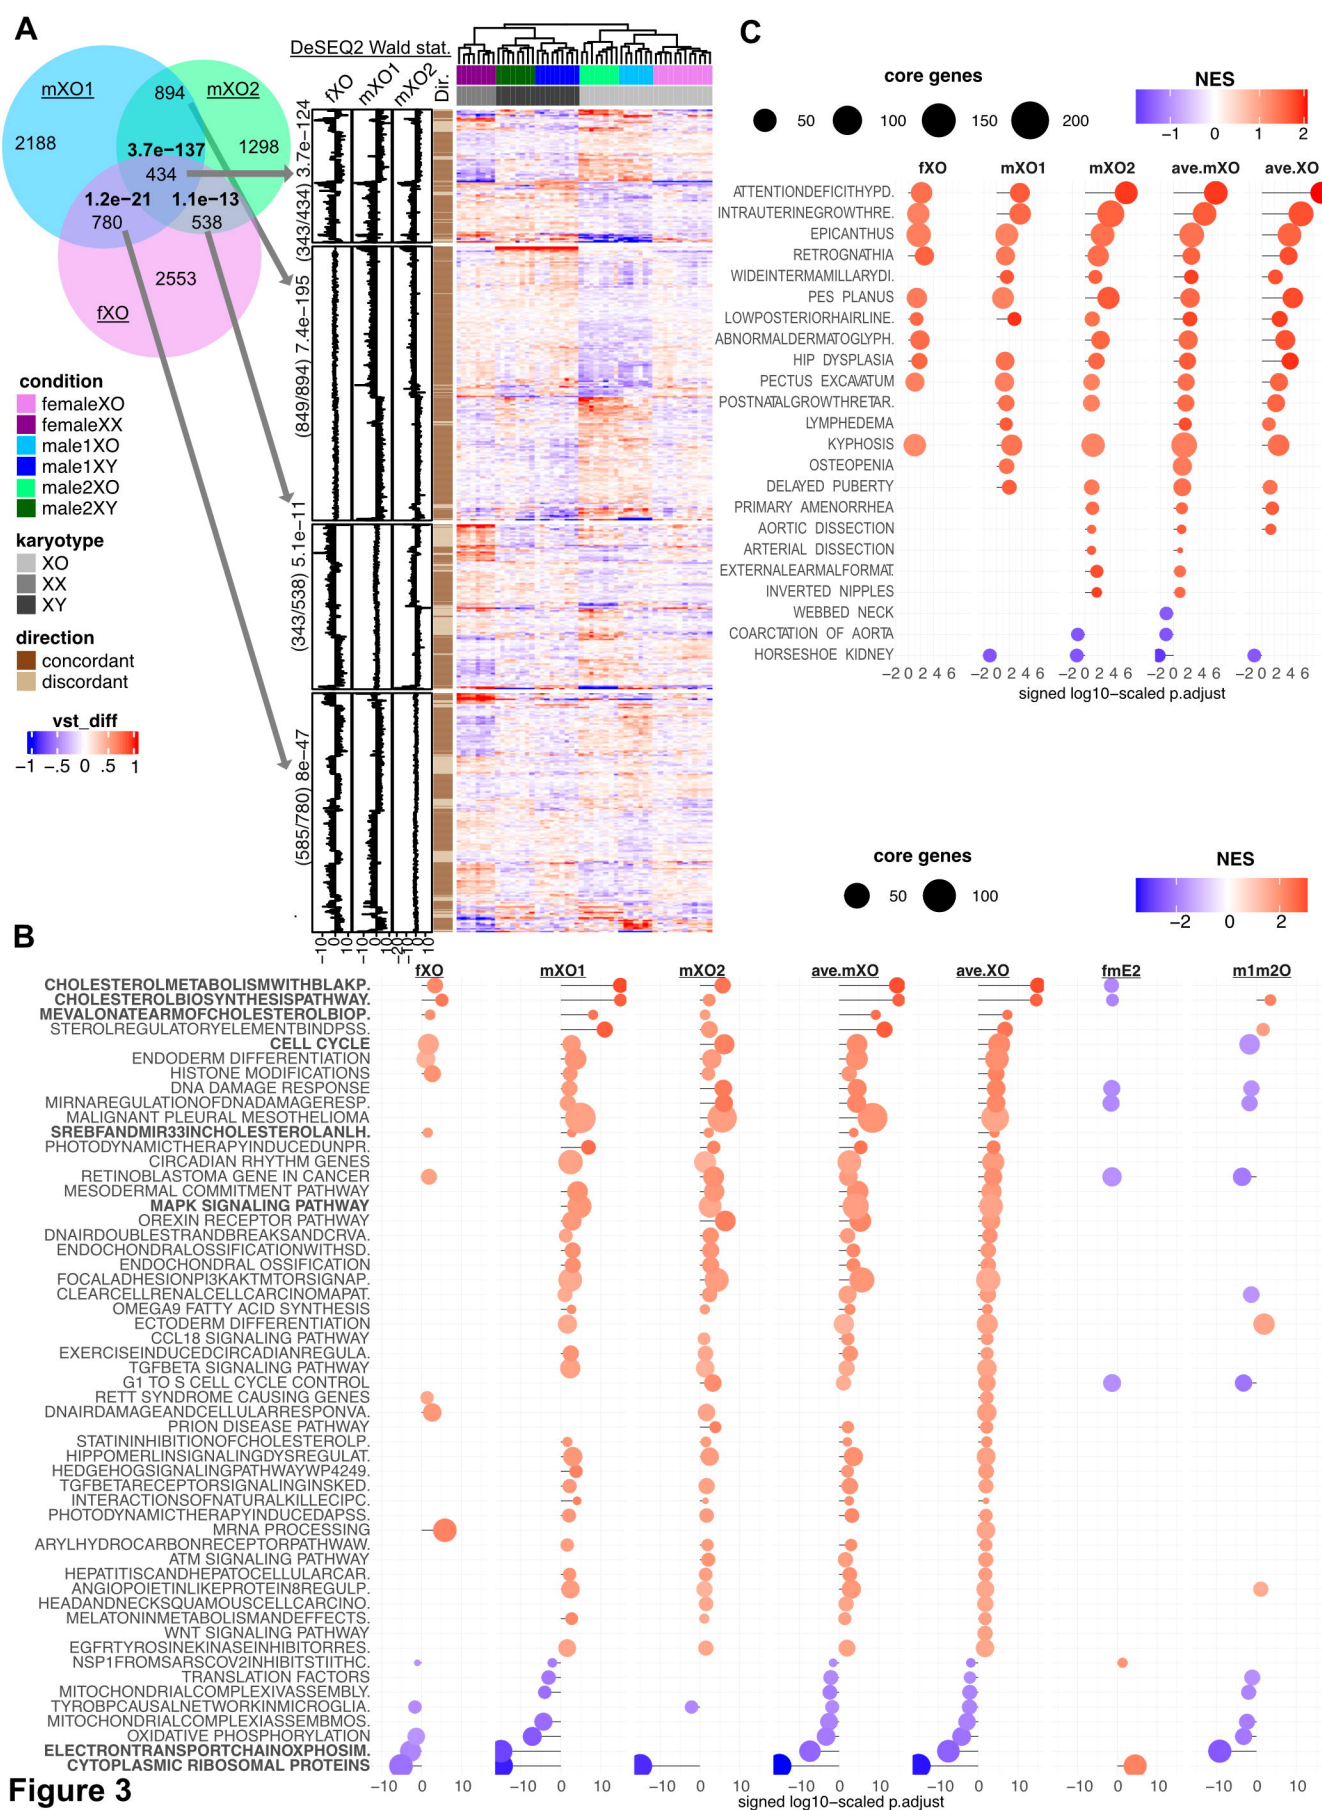 A
DeSEQ2 Wald stat.
fXO
mXO1
mXO2
Dir.
mXO1
894
mXO2
2188
3.7e−137
1298
434
1.2e−21
1.1e−13
780
538
2553
fXO
(343/434) 3.7e−124
(849/894) 7.4e−195
(343/538) 5.1e−11
(585/780) 8e−47
condition
femaleXO
femaleXX
male1XO
male1XY
male2XO
male2XY
karyotype
XO
XX
XY
direction
concordant
discordant
vst_diff
−1 −.5 0 .5 1
−10 0 10 −10 0 10 −20 −10 0 10
C
core genes
50 100 150 200
NES
−1 0 1 2
fXO mXO1 mXO2 ave.mXO ave.XO
ATTENTIONDEFICITHYPD.
INTRAUTERINEGROWTHRE.
EPICANTHUS
RETROGNATHIA
WIDEINTERMAMILLARYDI.
PES PLANUS
LOWPOSTERIORHAIRLINE.
ABNORMALDERMATOGLYPH.
HIP DYSPLASIA
PECTUS EXCAVATUM
POSTNATALGROWTHRETAR.
LYMPHEDEMA
KYPHOSIS
OSTEOPENIA
DELAYED PUBERTY
PRIMARY AMENORRHEA
AORTIC DISSECTION
ARTERIAL DISSECTION
EXTERNALEARMALFORMAT.
INVERTED NIPPLES
WEBBED NECK
COARCTATION OF AORTA
HORSESHOE KIDNEY
−2 0 2 4 6 −2 0 2 4 6 −2 0 2 4 6 −2 0 2 4 6 −2 0 2 4 6
signed log10−scaled p.adjust
core genes
50 100
NES
−2 0 2
B
fXO mXO1 mXO2 ave.mXO ave.XO fmE2 m1m2O
CHOLESTEROLMETABOLISMWITHBLAKP.
CHOLESTEROLBIOSYNTHESISPATHWAY.
MEVALONATEARMOFCHOLESTEROLBIOP.
STEROLREGULATORYELEMENTBINDPSS.
CELL CYCLE
ENDODERM DIFFERENTIATION
HISTONE MODIFICATIONS
DNA DAMAGE RESPONSE
MIRNAREGULATIONOFDNADAMAGERESP.
MALIGNANT PLEURAL MESOTHELIOMA
SREBFANDMIR33INCHOLESTEROLANLH.
PHOTODYNAMICTHERAPYINDUCEDUNPR.
CIRCADIAN RHYTHM GENES
RETINOBLASTOMA GENE IN CANCER
MESODERMAL COMMITMENT PATHWAY
MAPK SIGNALING PATHWAY
OREXIN RECEPTOR PATHWAY
DNAIRDOUBLESTRANDBREAKSANDCRVA.
ENDOCHONDRALOSSIFICATIONWITHSD.
ENDOCHONDRAL OSSIFICATION
FOCALADHESIONPI3KAKTMTORSIGNAP.
CLEARCELLRENALCELLCARCINOMAPAT.
OMEGA9 FATTY ACID SYNTHESIS
ECTODERM DIFFERENTIATION
CCL18 SIGNALING PATHWAY
EXERCISEINDUCEDCIRCADIANREGULA.
TGFBETA SIGNALING PATHWAY
G1 TO S CELL CYCLE CONTROL
RETT SYNDROME CAUSING GENES
DNAIRDAMAGEANDCELLULARRESPONVA.
PRION DISEASE PATHWAY
STATININHIBITIONOFCHOLESTEROLP.
HIPPOMERLINSIGNALINGDYSREGULAT.
HEDGEHOGSIGNALINGPATHWAYWP4249.
TGFBETARECEPTORSIGNALINGINSKED.
INTERACTIONSOFNATURALKILLECIPC.
PHOTODYNAMICTHERAPYINDUCEDAPSS.
MRNA PROCESSING
ARYLHYDROCARBONRECEPTORPATHWAW.
ATM SIGNALING PATHWAY
HEPATITISCANDHEPATOCELLULARCAR.
ANGIOPOIETINLIKEPROTEIN8REGULP.
HEADANDNECKSQUAMOUSCELLCARCINO.
MELATONINMETABOLISMANDEFFECTS.
WNT SIGNALING PATHWAY
EGFRTYROSINEKINASEINHIBITORRES.
NSP1FROMSARSCOV2INHIBITSTIITHC.
TRANSLATION FACTORS
MITOCHONDRIALCOMPLEXIVASSEMBLY.
TYROBPCAUSALNETWORKINMICROGLIA.
MITOCHONDRIALCOMPLEXIASSEMBMOS.
OXIDATIVE PHOSPHORYLATION
ELECTRONTRANSPORTCHAINOXPHOSIM.
CYTOPLASMIC RIBOSOMAL PROTEINS
−10 0 10 −10 0 10 −10 0 10 −10 0 10 −10 0 10 −10 0 10 −10 0 10
signed log10−scaled p.adjust
Figure 3